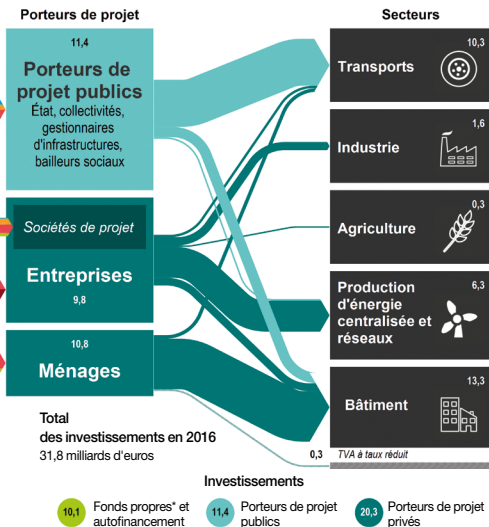 Porteurs de projet
Secteurs
11,4
Porteurs de
projet publics
État, collectivités,
gestionnaires
d'infrastructures,
bailleurs sociaux
Sociétés de projet
Entreprises
9,8
10,8
Ménages
10,3
Transports
1,6
Industrie
0,3
Agriculture
6,3
Production
d'énergie
centralisée et
réseaux
13,3
Bâtiment
0,3 TVA à taux réduit
Total
des investissements en 2016
31,8 milliards d'euros
Investissements
10,1 Fonds propres* et
autofinancement
11,4 Porteurs de projet
publics
20,3 Porteurs de projet
privés